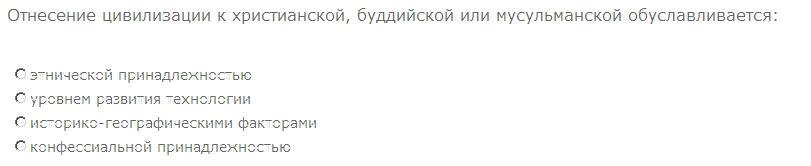 Отнесение цивилизации к христианской, буддийской или мусульманской обуславливается:
этнической принадлежностью
уровнем развития технологии
историко-географическими факторами
конфессиальной принадлежностью